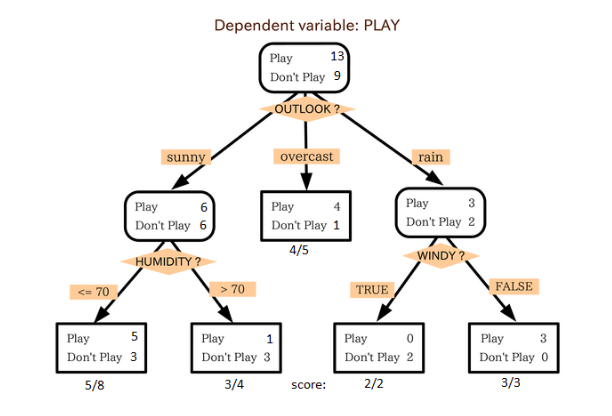 Dependent variable: PLAY
Play 13
Don't Play 9
OUTLOOK ?
sunny
overcast
rain
Play 6
Don't Play 6
Play 4
Don't Play 1
Play 3
Don't Play 2
4/5
HUMIDITY ?
WINDY ?
<= 70
> 70
TRUE
FALSE
Play 5
Don't Play 3
Play 1
Don't Play 3
Play 0
Don't Play 2
Play 3
Don't Play 0
5/8
3/4
score:
2/2
3/3